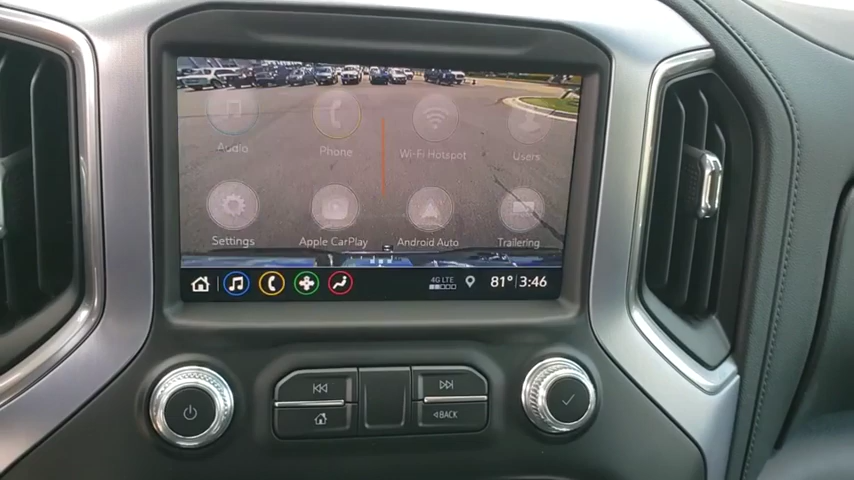 Audio Phone Wi-Fi Hotspot Users
Settings Apple CarPlay Android Auto Trailering
4G LTE 81° 3:46
BACK